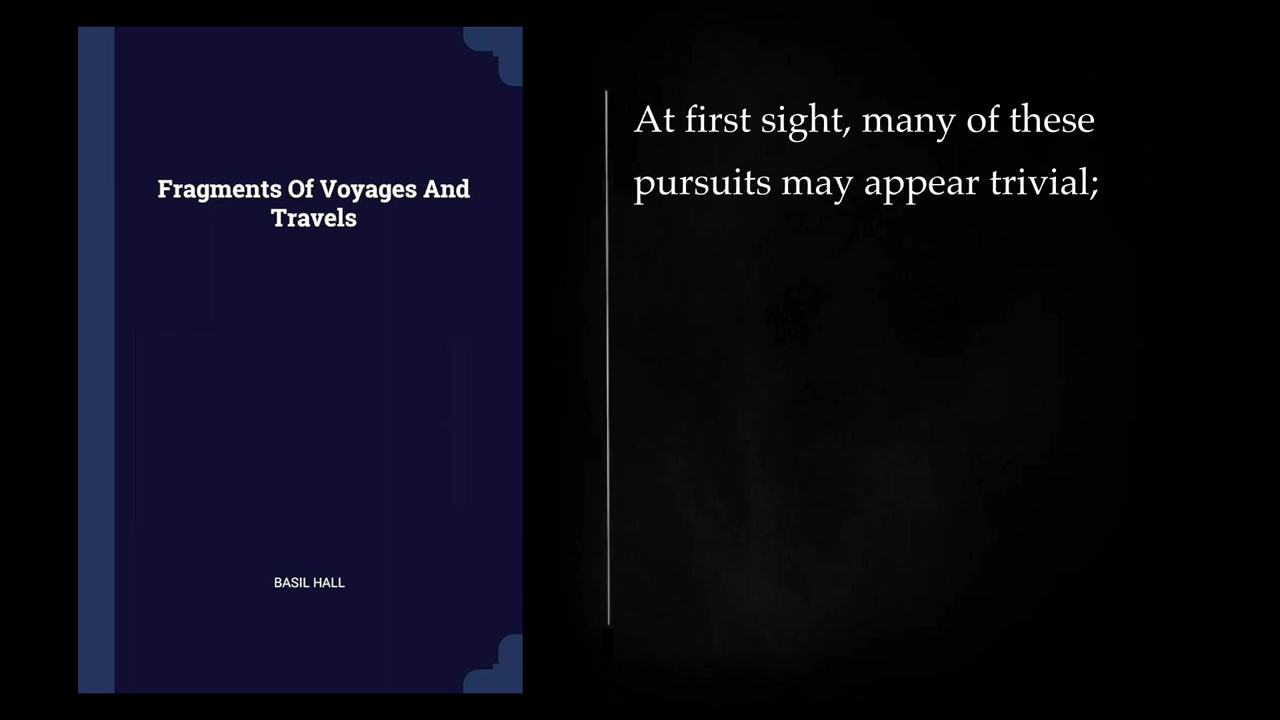 Fragments Of Voyages And
Travels
BASIL HALL
At first sight, many of these
pursuits may appear trivial;